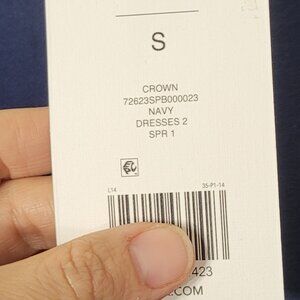 S
CROWN
72623SPB000023
NAVY
DRESSES 2
SPR 1
L14 35-P1-14
423
.COM